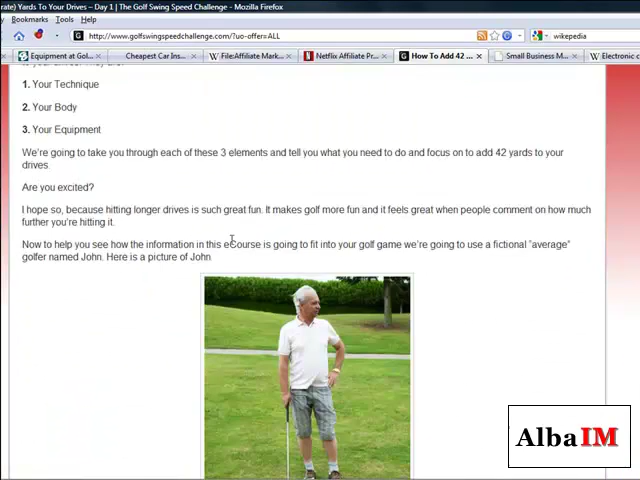 rate) Yards To Your Drives – Day 1 | The Golf Swing Speed Challenge - Mozilla Firefox
Bookmarks Tools Help
http://www.golfswingspeedchallenge.com/?uo-offer=ALL
wikepedia
Equipment at Gol...
Cheapest Car Ins...
File:Affiliate Mark...
Netflix Affiliate Pr...
How To Add 42 ...
Small Business M...
Electronic c
1. Your Technique
2. Your Body
3. Your Equipment
We're going to take you through each of these 3 elements and tell you what you need to do and focus on to add 42 yards to your
drives.
Are you excited?
I hope so, because hitting longer drives is such great fun. It makes golf more fun and it feels great when people comment on how much
further you're hitting it.
Now to help you see how the information in this eCourse is going to fit into your golf game we're going to use a fictional "average"
golfer named John. Here is a picture of John
AlbaIM